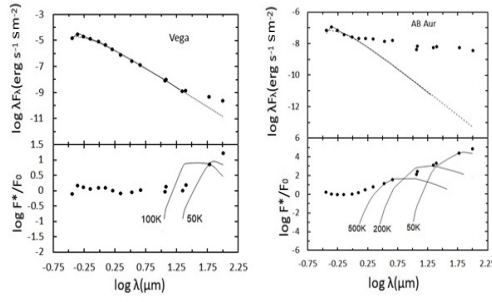 Vega
AB Aur
log λFλ(erg s⁻¹ sm⁻²)
-3
-5
-7
-9
-11
log λFλ(erg s⁻¹ sm⁻²)
-6
-8
-10
-12
-13
log F*/F₀
1.5
1
0.5
0
-0.5
-1
-1.5
-2
100K
50K
log F*/F₀
6
4
2
0
-2
-4
-6
500K
200K
50K
-0.75 -0.25 0.25 0.75 1.25 1.75 2.25
-0.75 -0.25 0.25 0.75 1.25 1.75 2.25
log λ(μm)
log λ(μm)